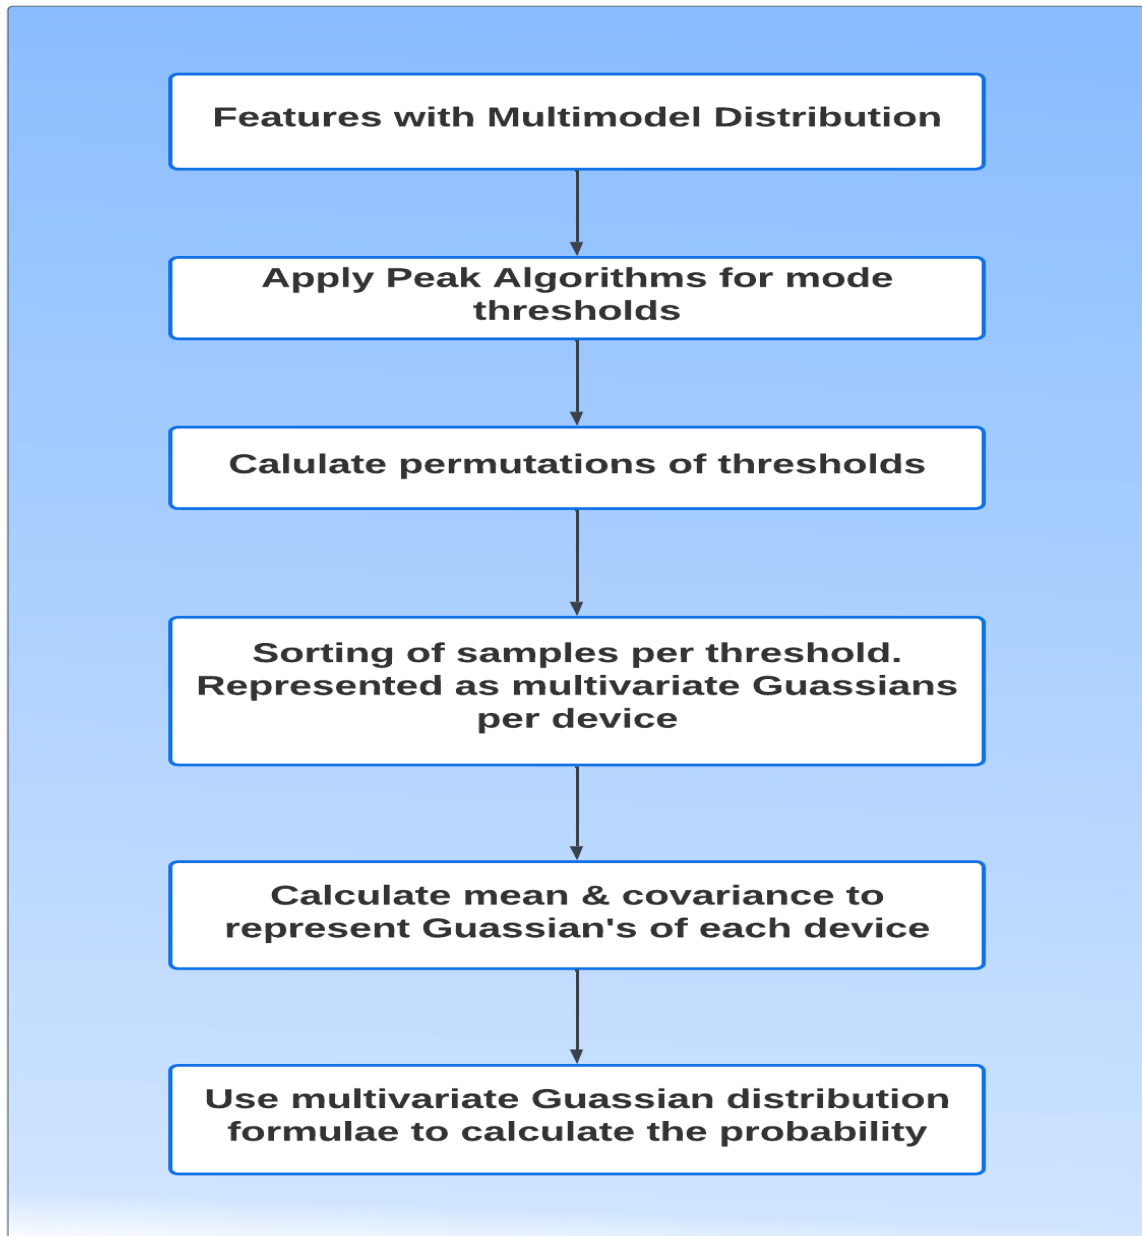 Features with Multimodel Distribution
Apply Peak Algorithms for mode
thresholds
Calulate permutations of thresholds
Sorting of samples per threshold.
Represented as multivariate Guassians
per device
Calculate mean & covariance to
represent Guassian's of each device
Use multivariate Guassian distribution
formulae to calculate the probability